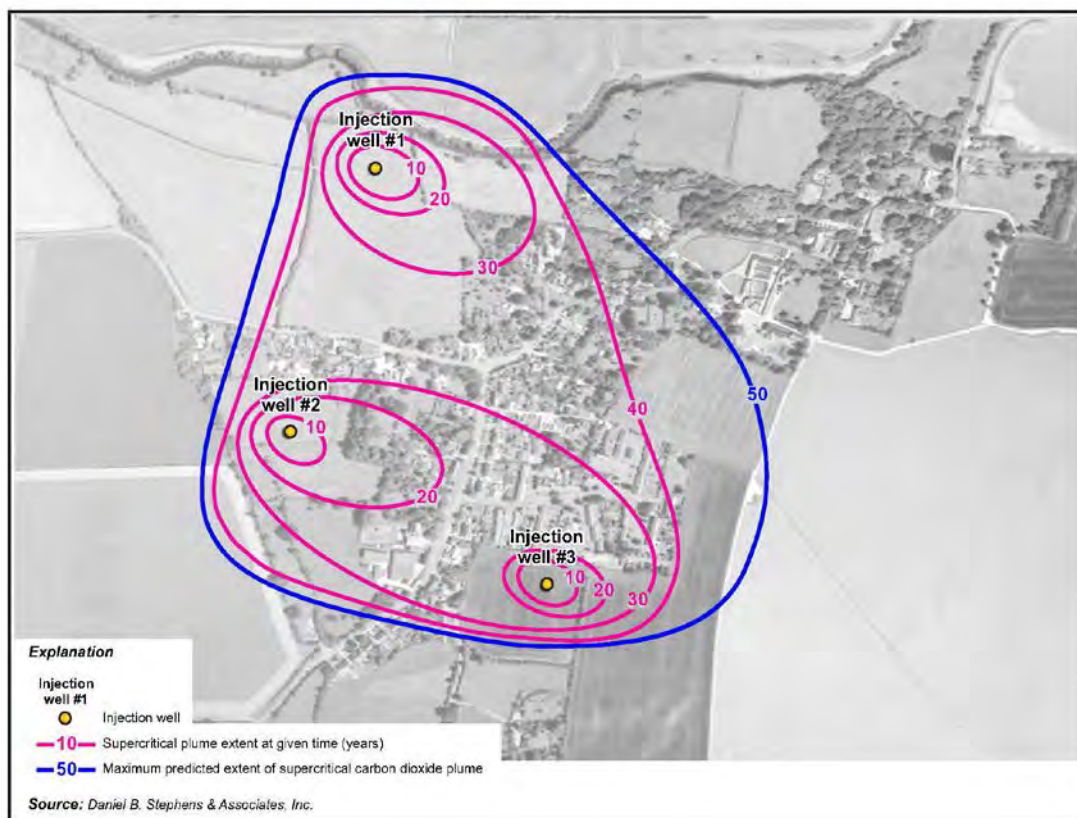 Injection
well #1
10
20
30
Injection
well #2
10
20
40
50
Injection
well #3
10
20
30
Explanation
Injection
well #1
Injection well
10 Supercritical plume extent at given time (years)
50 Maximum predicted extent of supercritical carbon dioxide plume
Source: Daniel B. Stephens & Associates, Inc.